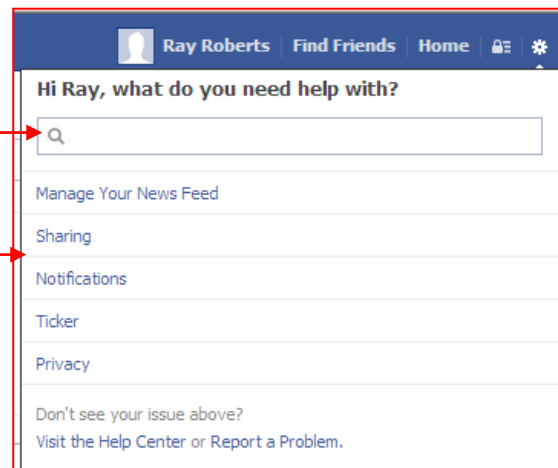 Ray Roberts Find Friends Home
Hi Ray, what do you need help with?
Manage Your News Feed
Sharing
Notifications
Ticker
Privacy
Don't see your issue above?
Visit the Help Center or Report a Problem.